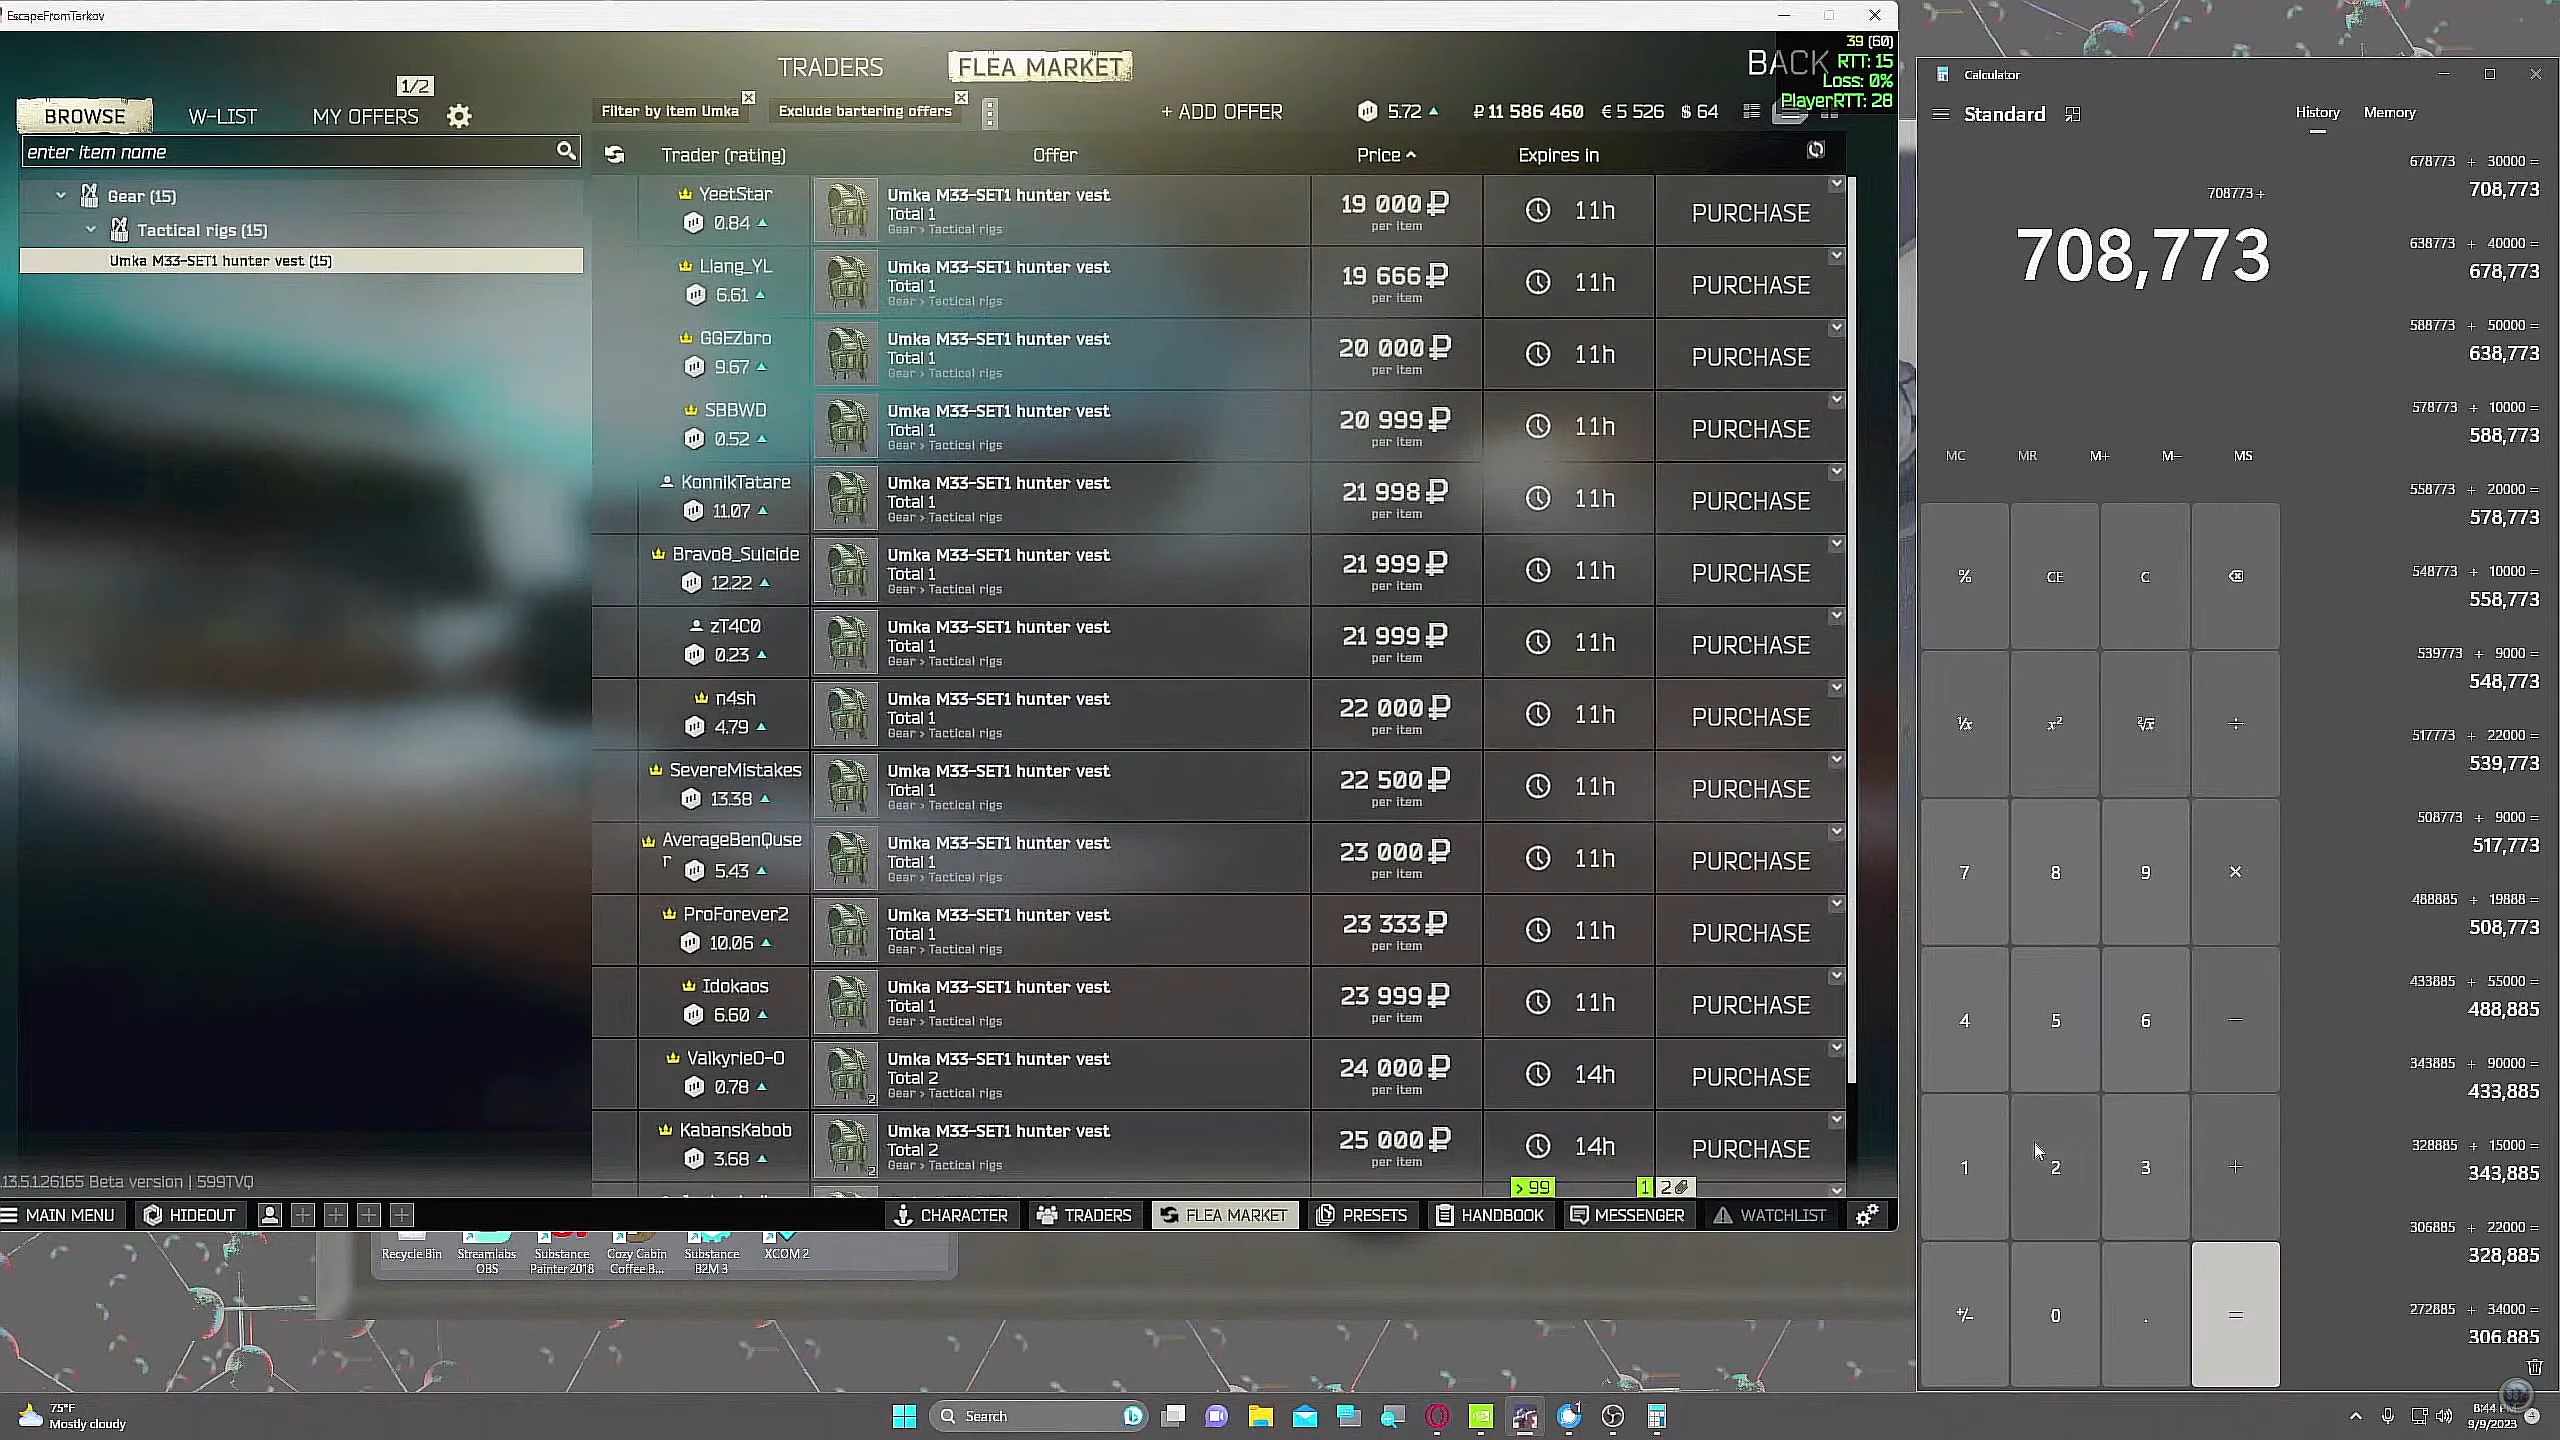 EscapeFromTarkov
TRADERS
FLEA MARKET
BACK
39 (60)
RTT: 15
Loss: 0%
PlayerRTT: 28
1/2
BROWSE
W-LIST
MY OFFERS
Filter by item Umka
Exclude bartering offers
+ ADD OFFER
5.72
₽ 11 586 460
€ 5 526
$ 64
enter item name
Trader (rating)
Offer
Price
Expires in
Gear (15)
Tactical rigs (15)
Umka M33-SET1 hunter vest (15)
YeetStar
0.84
Umka M33-SET1 hunter vest
Total 1
Gear > Tactical rigs
19 000 ₽
per item
11h
PURCHASE
Liang_YL
6.61
Umka M33-SET1 hunter vest
Total 1
Gear > Tactical rigs
19 666 ₽
per item
11h
PURCHASE
GGEZbro
9.67
Umka M33-SET1 hunter vest
Total 1
Gear > Tactical rigs
20 000 ₽
per item
11h
PURCHASE
SBBWD
0.52
Umka M33-SET1 hunter vest
Total 1
Gear > Tactical rigs
20 999 ₽
per item
11h
PURCHASE
KonnikTatare
11.07
Umka M33-SET1 hunter vest
Total 1
Gear > Tactical rigs
21 998 ₽
per item
11h
PURCHASE
Bravo8_Suicide
12.22
Umka M33-SET1 hunter vest
Total 1
Gear > Tactical rigs
21 999 ₽
per item
11h
PURCHASE
zT4C0
0.23
Umka M33-SET1 hunter vest
Total 1
Gear > Tactical rigs
21 999 ₽
per item
11h
PURCHASE
n4sh
4.79
Umka M33-SET1 hunter vest
Total 1
Gear > Tactical rigs
22 000 ₽
per item
11h
PURCHASE
SevereMistakes
13.38
Umka M33-SET1 hunter vest
Total 1
Gear > Tactical rigs
22 500 ₽
per item
11h
PURCHASE
AverageBenQuse
r
5.43
Umka M33-SET1 hunter vest
Total 1
Gear > Tactical rigs
23 000 ₽
per item
11h
PURCHASE
ProForever2
10.06
Umka M33-SET1 hunter vest
Total 1
Gear > Tactical rigs
23 333 ₽
per item
11h
PURCHASE
Idokaos
6.60
Umka M33-SET1 hunter vest
Total 1
Gear > Tactical rigs
23 999 ₽
per item
11h
PURCHASE
ValkyrieO-O
0.78
2
Umka M33-SET1 hunter vest
Total 2
Gear > Tactical rigs
24 000 ₽
per item
14h
PURCHASE
KabansKabob
3.68
2
Umka M33-SET1 hunter vest
Total 2
Gear > Tactical rigs
25 000 ₽
per item
14h
PURCHASE
.13.5.126165 Beta version | 599TVQ
> 99
1
2
MAIN MENU
HIDEOUT
CHARACTER
TRADERS
FLEA MARKET
PRESETS
HANDBOOK
MESSENGER
WATCHLIST
Calculator
Standard
History
Memory
708773 +
708,773
MC
MR
M+
M-
MS
%
CE
C
1/x
x²
²√x
÷
7
8
9
×
4
5
6
−
1
2
3
+
+/-
0
.
=
678773 + 30000 =
708,773
638773 + 40000 =
678,773
588773 + 50000 =
638,773
578773 + 10000 =
588,773
558773 + 20000 =
578,773
548773 + 10000 =
558,773
539773 + 9000 =
548,773
517773 + 22000 =
539,773
508773 + 9000 =
517,773
488885 + 19888 =
508,773
433885 + 55000 =
488,885
343885 + 90000 =
433,885
328885 + 15000 =
343,885
306885 + 22000 =
328,885
272885 + 34000 =
306,885
Recycle Bin
Streamlabs
OBS
Substance
Painter 2018
Cozy Cabin
Coffee B...
Substance
B2M 3
XCOM 2
75°F
Mostly cloudy
Search
8:44 PM
9/9/2023
4